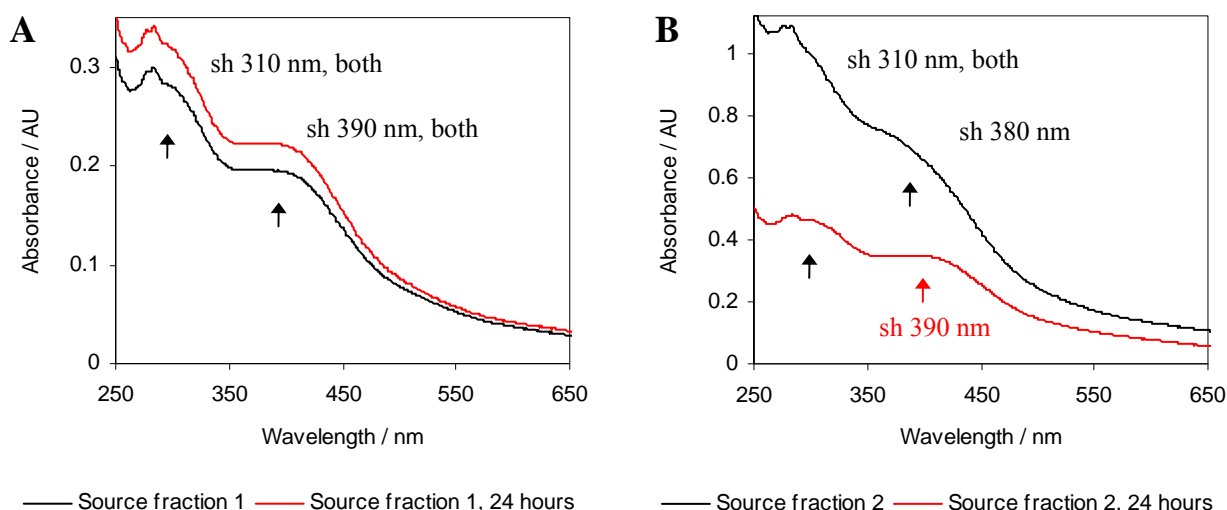 A
Absorbance / AU
0.3
0.2
0.1
0
sh 310 nm, both
sh 390 nm, both
250 350 450 550 650
Wavelength / nm
Source fraction 1 Source fraction 1, 24 hours
B
Absorbance / AU
1
0.8
0.6
0.4
0.2
0
sh 310 nm, both
sh 380 nm
sh 390 nm
250 350 450 550 650
Wavelength / nm
Source fraction 2 Source fraction 2, 24 hours